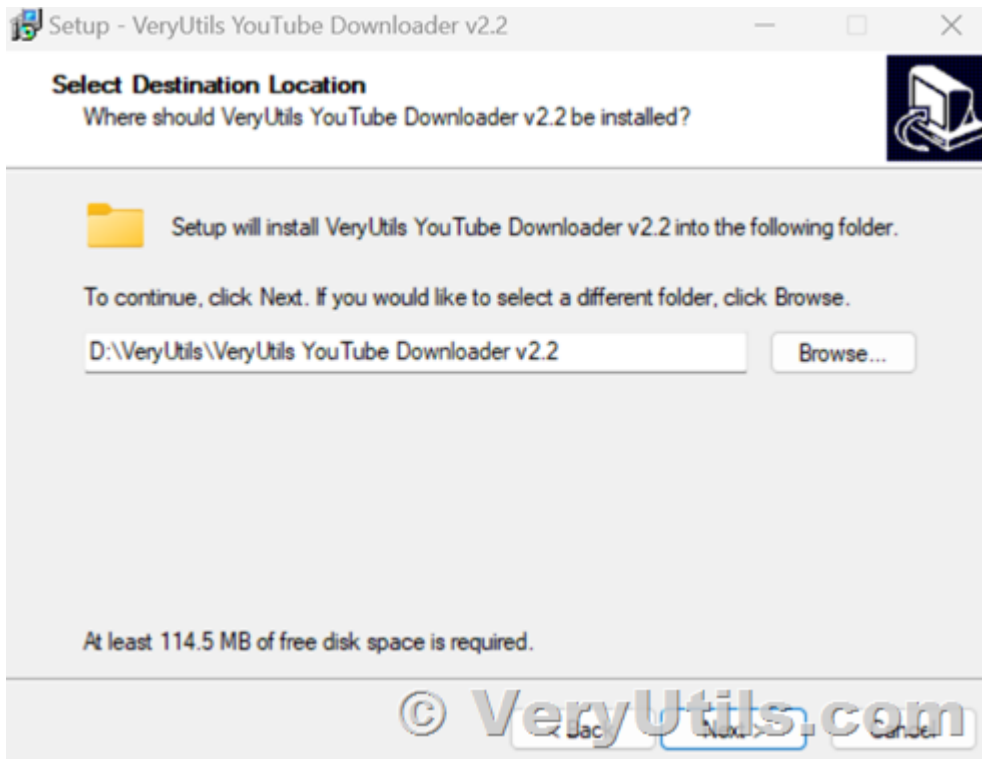 Setup - VeryUtils YouTube Downloader v2.2
Select Destination Location
Where should VeryUtils YouTube Downloader v2.2 be installed?
Setup will install VeryUtils YouTube Downloader v2.2 into the following folder.
To continue, click Next. If you would like to select a different folder, click Browse.
D:\VeryUtils\VeryUtils YouTube Downloader v2.2
Browse...
At least 114.5 MB of free disk space is required.
© VeryUtils.com
< Back
Next >
Cancel